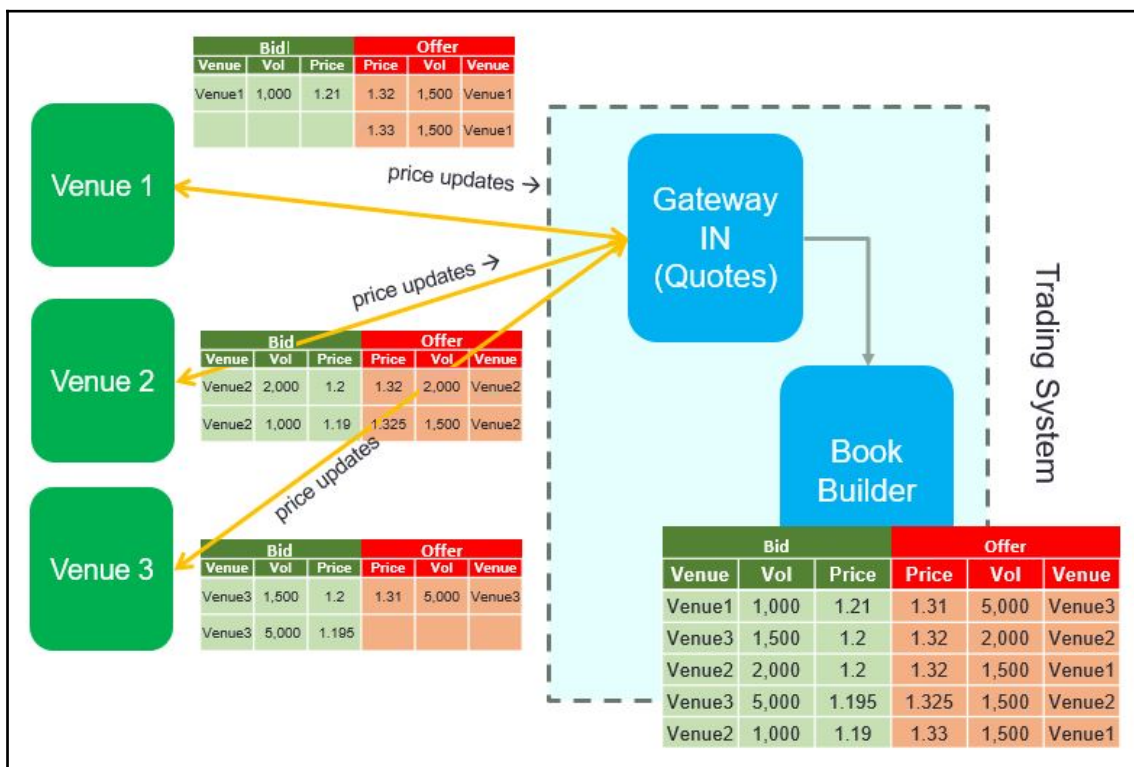 Bid Offer
Venue Vol Price Price Vol Venue
Venue1 1,000 1.21 1.32 1,500 Venue1
1.33 1,500 Venue1
Venue 1
price updates →
Gateway
IN
(Quotes)
price updates →
Venue 2
Bid Offer
Venue Vol Price Price Vol Venue
Venue2 2,000 1.2 1.32 2,000 Venue2
Venue2 1,000 1.19 1.325 1,500 Venue2
price updates
Venue 3
Bid Offer
Venue Vol Price Price Vol Venue
Venue3 1,500 1.2 1.31 5,000 Venue3
Venue3 5,000 1.195
Trading System
Book
Builder
Bid Offer
Venue Vol Price Price Vol Venue
Venue1 1,000 1.21 1.31 5,000 Venue3
Venue3 1,500 1.2 1.32 2,000 Venue2
Venue2 2,000 1.2 1.32 1,500 Venue1
Venue3 5,000 1.195 1.325 1,500 Venue2
Venue2 1,000 1.19 1.33 1,500 Venue1